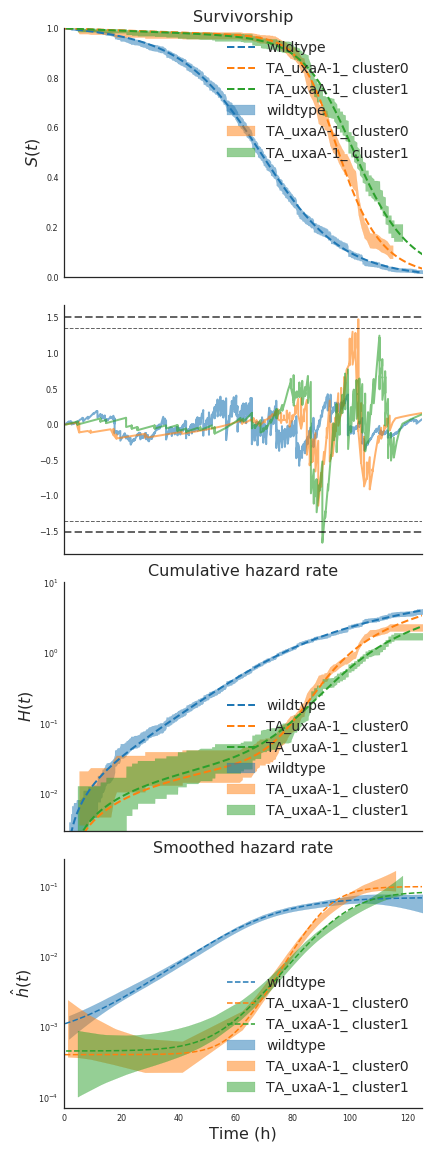 Survivorship
1.0
0.8
0.6
0.4
0.2
0.0
S(t)
wildtype
TA_uxaA-1_ cluster0
TA_uxaA-1_ cluster1
wildtype
TA_uxaA-1_ cluster0
TA_uxaA-1_ cluster1
1.5
1.0
0.5
0.0
−0.5
−1.0
−1.5
Cumulative hazard rate
10¹
10⁰
10⁻¹
10⁻²
H(t)
wildtype
TA_uxaA-1_ cluster0
TA_uxaA-1_ cluster1
wildtype
TA_uxaA-1_ cluster0
TA_uxaA-1_ cluster1
Smoothed hazard rate
10⁻¹
10⁻²
10⁻³
10⁻⁴
ĥ(t)
wildtype
TA_uxaA-1_ cluster0
TA_uxaA-1_ cluster1
wildtype
TA_uxaA-1_ cluster0
TA_uxaA-1_ cluster1
0 20 40 60 80 100 120
Time (h)